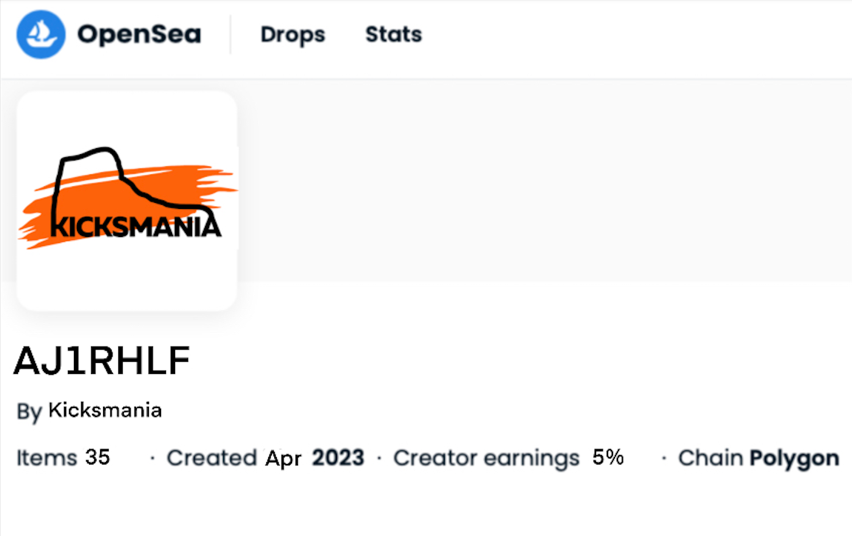 OpenSea Drops Stats
KICKSMANIA
AJ1RHLF
By Kicksmania
Items 35 · Created Apr 2023 · Creator earnings 5% · Chain Polygon